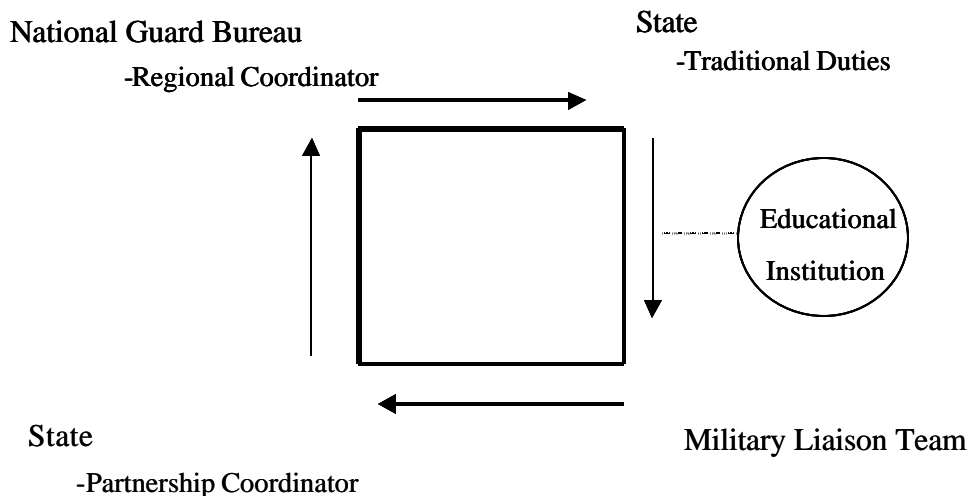 National Guard Bureau
-Regional Coordinator
State
-Traditional Duties
Educational
Institution
State
-Partnership Coordinator
Military Liaison Team